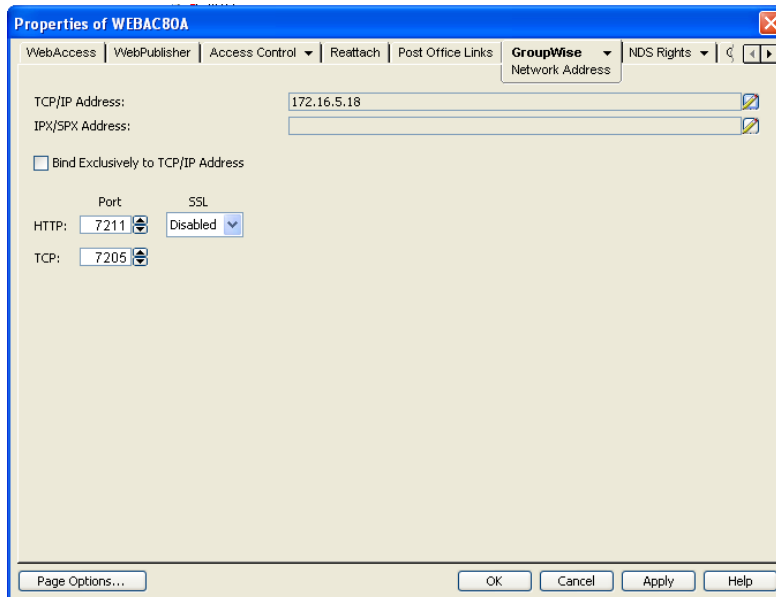 Properties of WEBAC80A
WebAccess WebPublisher Access Control Reattach Post Office Links GroupWise NDS Rights
Network Address
TCP/IP Address: 172.16.5.18
IPX/SPX Address:
Bind Exclusively to TCP/IP Address
Port SSL
HTTP: 7211 Disabled
TCP: 7205
Page Options... OK Cancel Apply Help